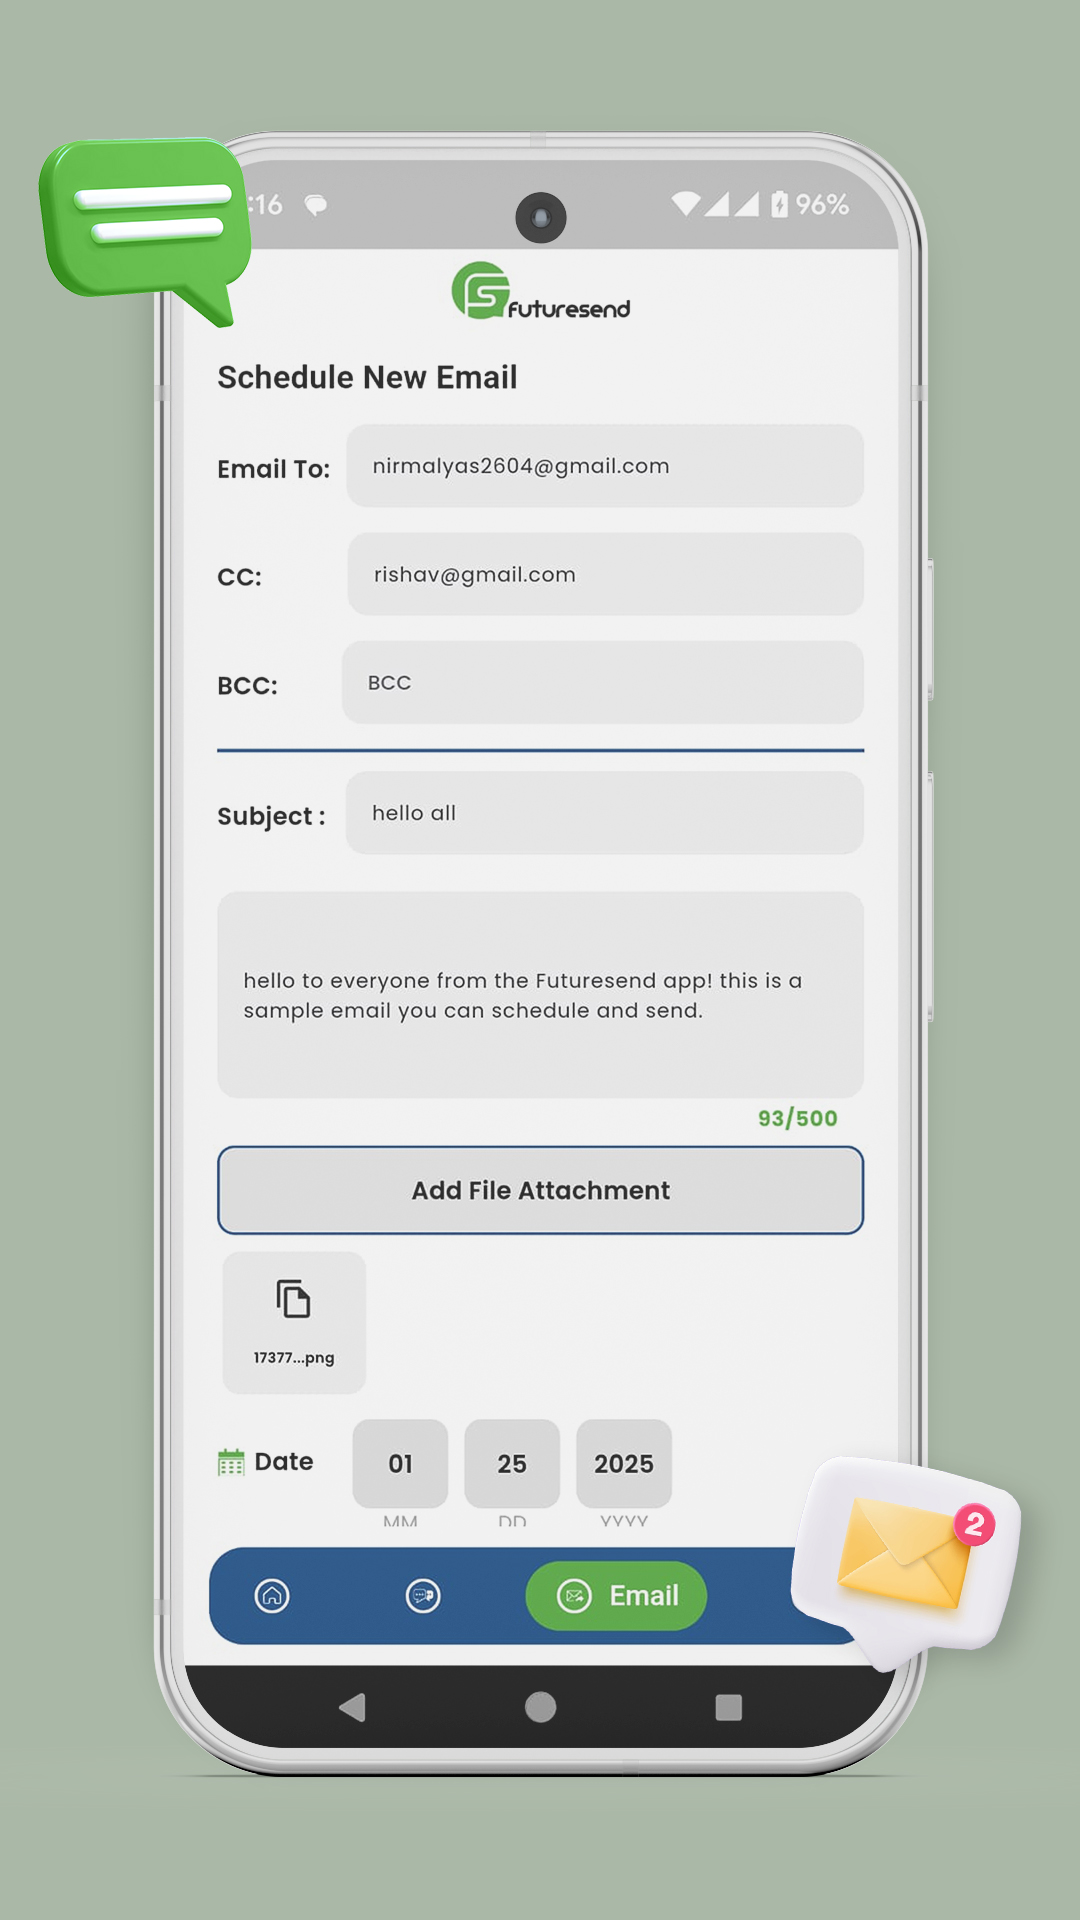 :16
96%
futuresend
Schedule New Email
Email To:
nirmalyas2604@gmail.com
CC:
rishav@gmail.com
BCC:
BCC
Subject :
hello all
hello to everyone from the Futuresend app! this is a
sample email you can schedule and send.
93/500
Add File Attachment
17377...png
Date
01
25
2025
MM
DD
YYYY
Email
2